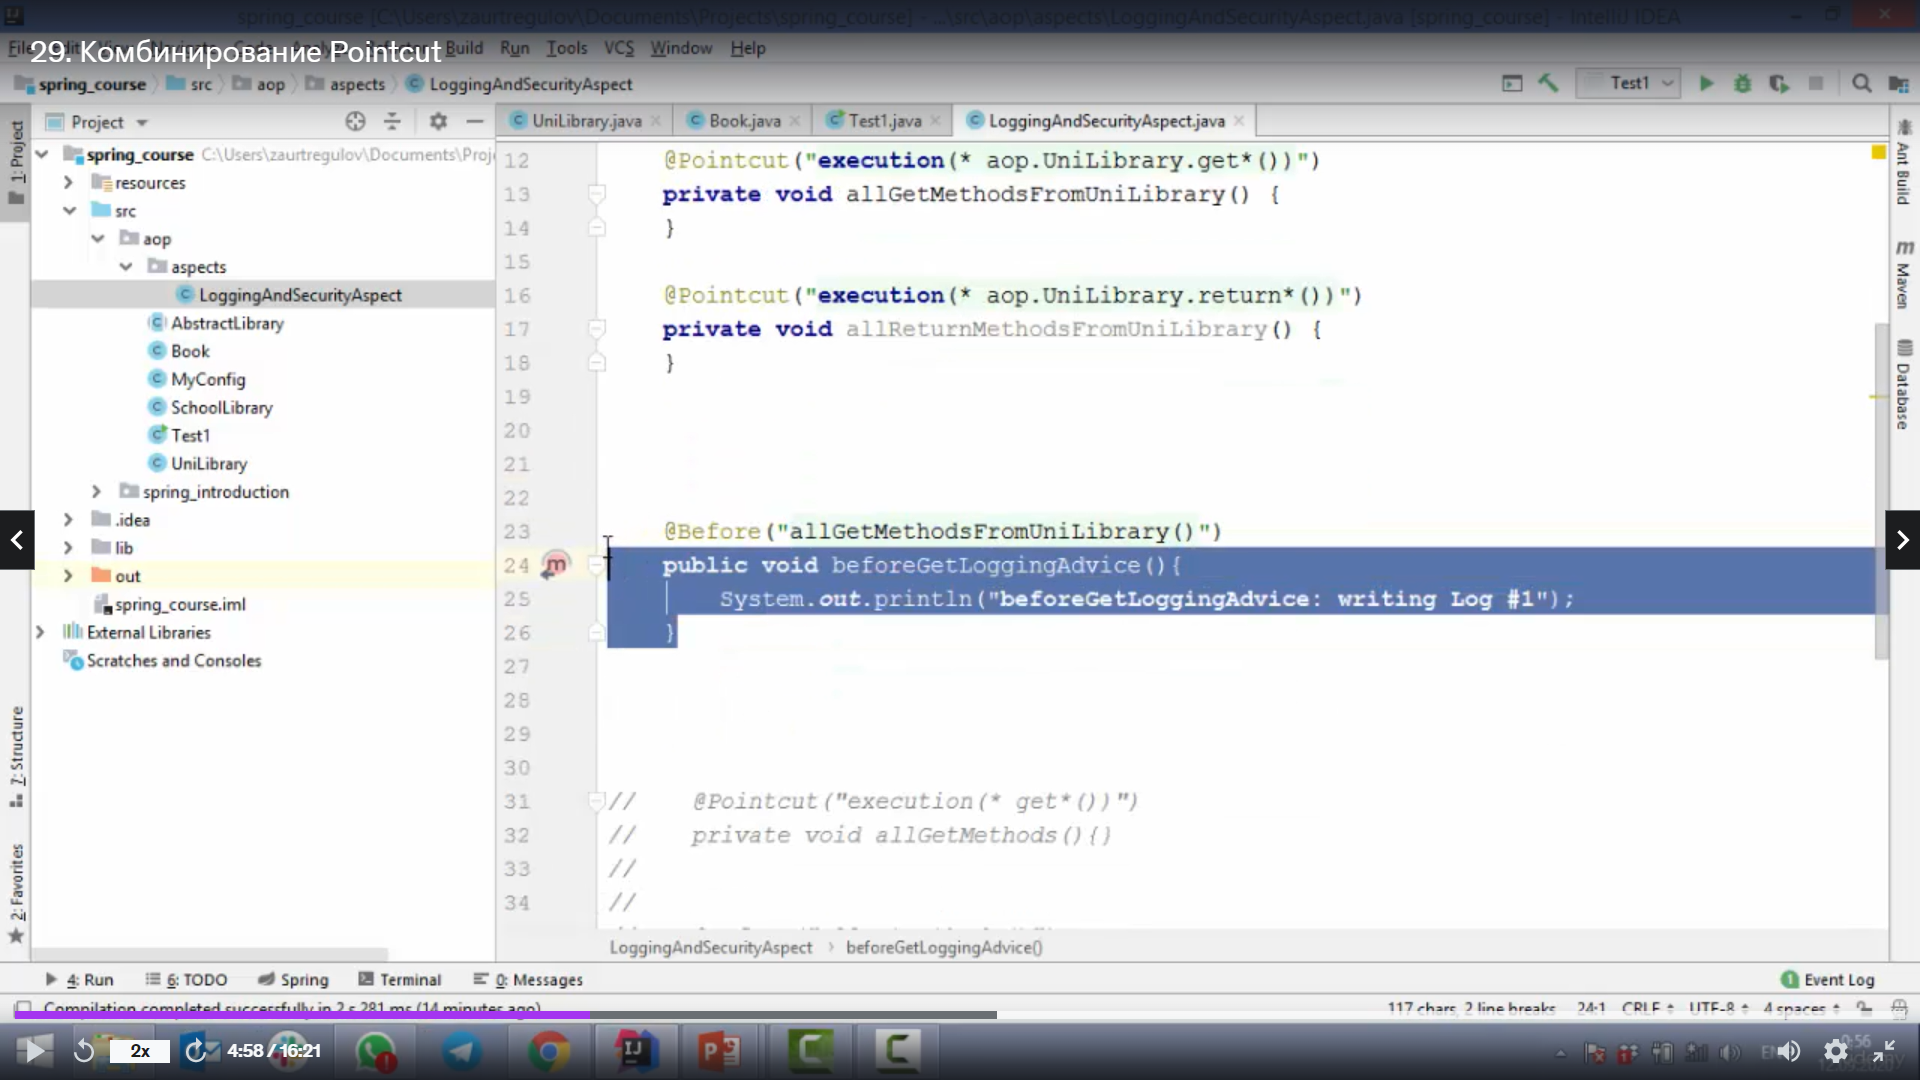 spring_course [C:\Users\zaurtregulov\Documents\Projects\spring_course] - ...\src\aop\aspects\LoggingAndSecurityAspect.java [spring_course] - IntelliJ IDEA
29. Комбинирование Pointcut
File Build Run Tools VCS Window Help
spring_course src aop aspects LoggingAndSecurityAspect
Test1
Project
UniLibrary.java Book.java Test1.java LoggingAndSecurityAspect.java
1: Project
7: Structure
2: Favorites
spring_course C:\Users\zaurtregulov\Documents\Proj
resources
src
aop
aspects
LoggingAndSecurityAspect
AbstractLibrary
Book
MyConfig
SchoolLibrary
Test1
UniLibrary
spring_introduction
.idea
lib
out
spring_course.iml
External Libraries
Scratches and Consoles
12 @Pointcut("execution(* aop.UniLibrary.get*())")
13 private void allGetMethodsFromUniLibrary() {
14 }
15
16 @Pointcut("execution(* aop.UniLibrary.return*())")
17 private void allReturnMethodsFromUniLibrary() {
18 }
19
20
21
22
23 @Before("allGetMethodsFromUniLibrary()")
24 public void beforeGetLoggingAdvice(){
25 System.out.println("beforeGetLoggingAdvice: writing Log #1");
26 }
27
28
29
30
31 // @Pointcut("execution(* get*())")
32 // private void allGetMethods(){}
33 //
34 //
LoggingAndSecurityAspect beforeGetLoggingAdvice()
Ant Build
Maven
Database
4: Run 6: TODO Spring Terminal 0: Messages
1 Event Log
Compilation completed successfully in 2 s 281 ms (14 minutes ago)
117 chars, 2 line breaks 24:1 CRLF UTF-8 4 spaces
2x 4:58 / 16:21